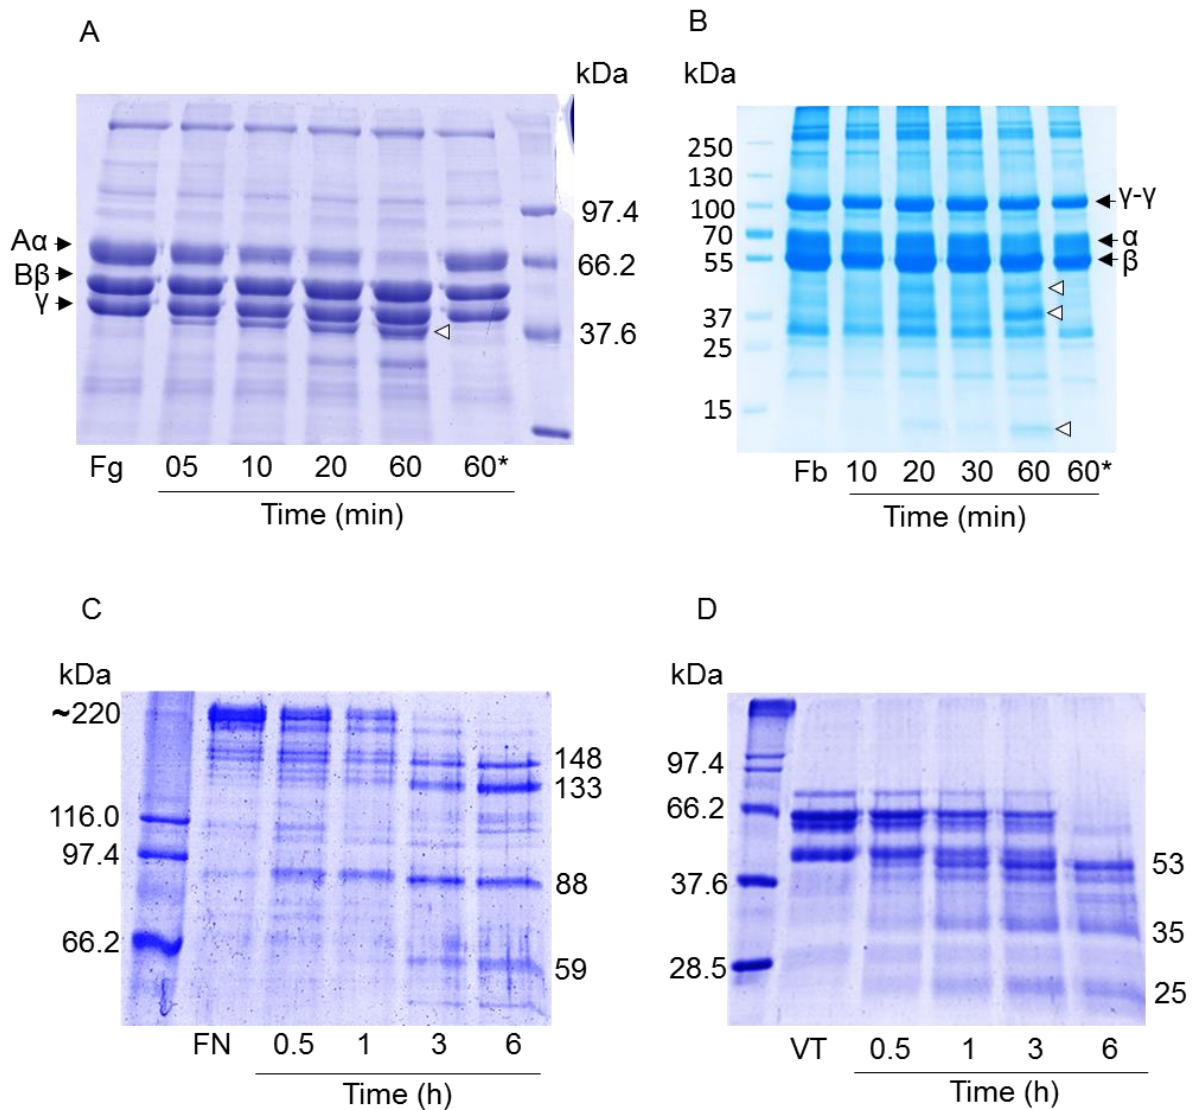 A
kDa
Aα
Bβ
γ
97.4
66.2
37.6
Fg 05 10 20 60 60*
Time (min)
B
kDa
250
130
100
70
55
37
25
15
γ-γ
α
β
Fb 10 20 30 60 60*
Time (min)
C
kDa
~220
116.0
97.4
66.2
148
133
88
59
FN 0.5 1 3 6
Time (h)
D
kDa
97.4
66.2
37.6
28.5
53
35
25
VT 0.5 1 3 6
Time (h)